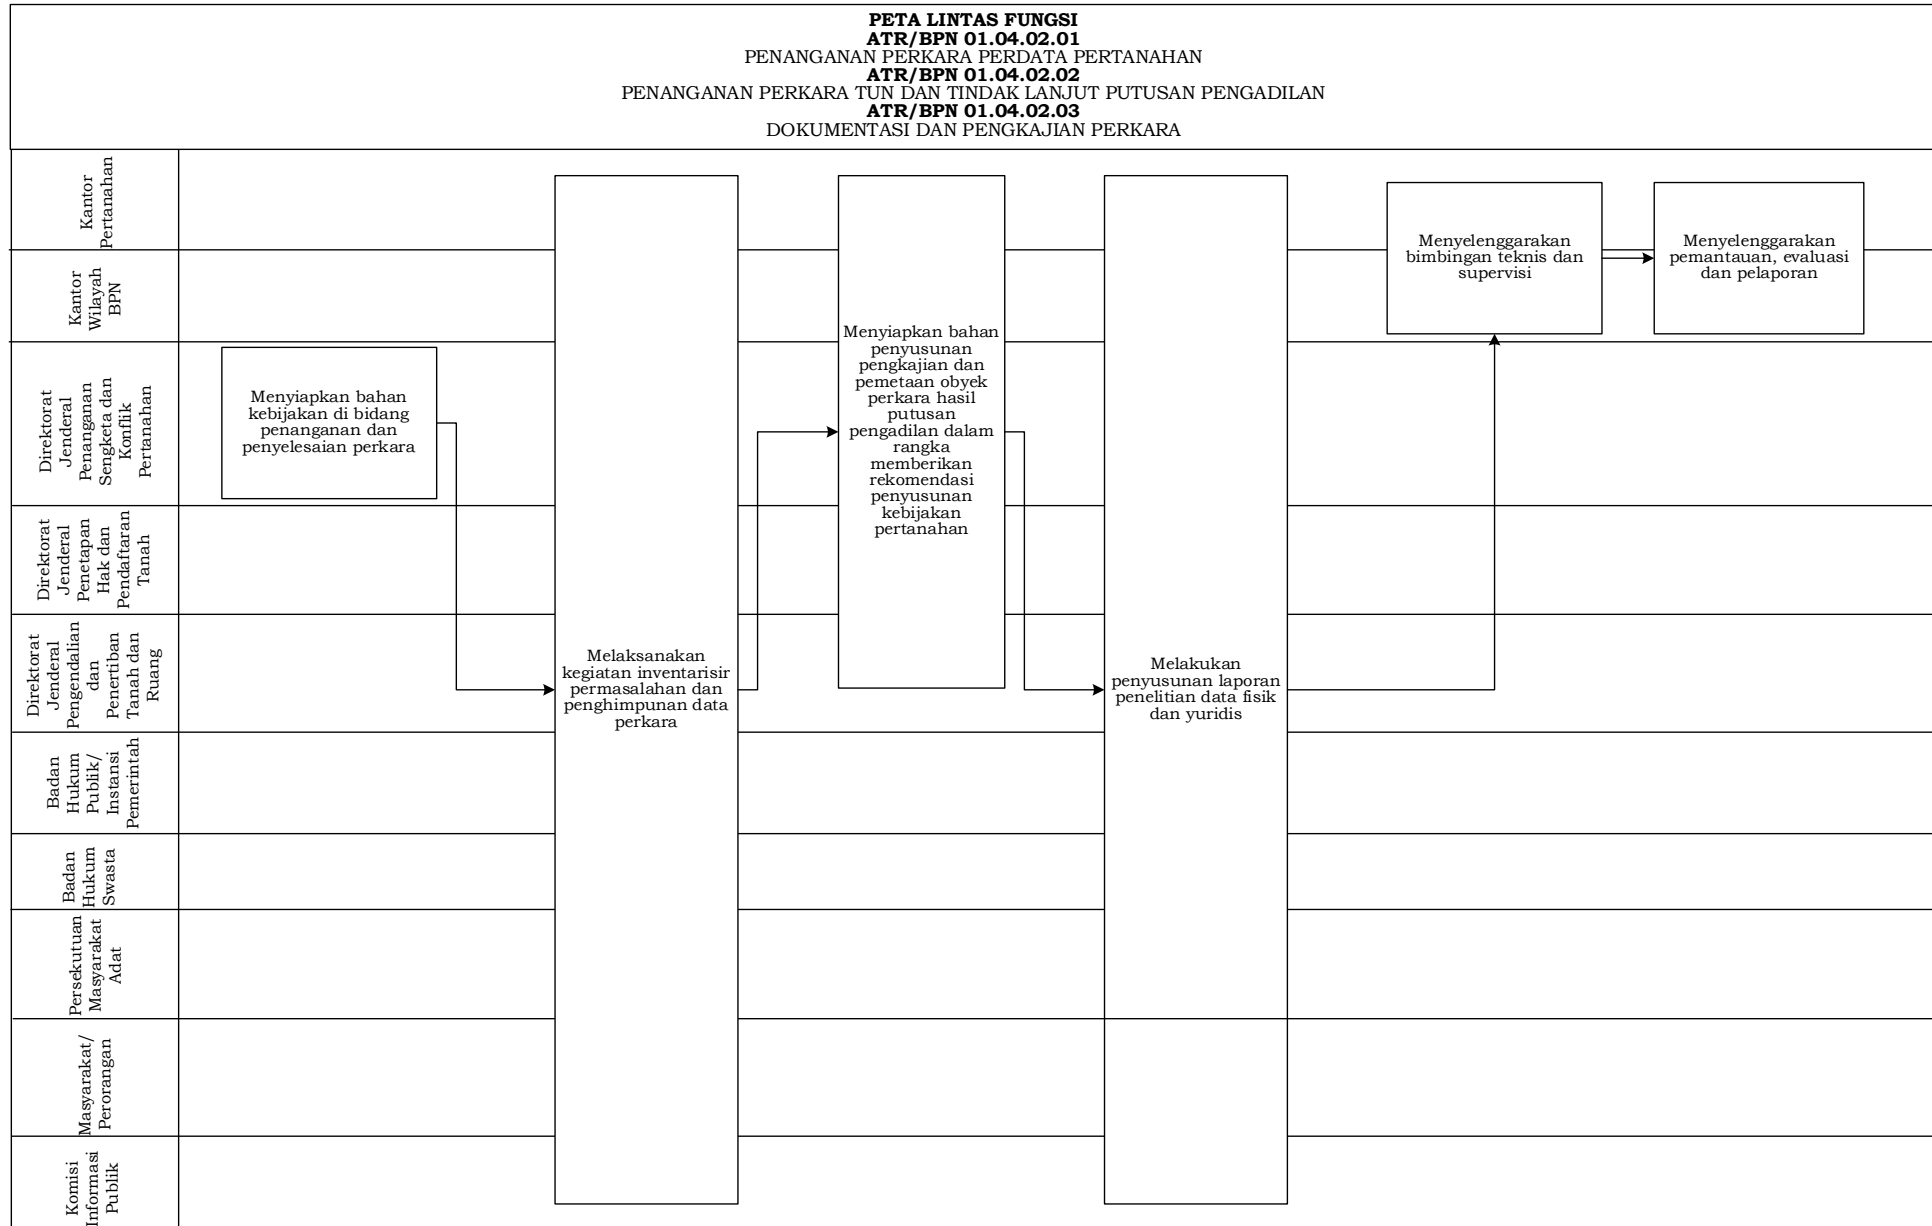 PETA LINTAS FUNGSI
ATR/BPN 01.04.02.01
PENANGANAN PERKARA PERDATA PERTANAHAN
ATR/BPN 01.04.02.02
PENANGANAN PERKARA TUN DAN TINDAK LANJUT PUTUSAN PENGADILAN
ATR/BPN 01.04.02.03
DOKUMENTASI DAN PENGKAJIAN PERKARA
Kantor
Pertanahan
Kantor
Wilayah
BPN
Direktorat
Jenderal
Penanganan
Sengketa dan
Konflik
Pertanahan
Direktorat
Jenderal
Penetapan
Hak dan
Pendaftaran
Tanah
Direktorat
Jenderal
Pengendalian
dan
Penertiban
Tanah dan
Ruang
Badan
Hukum
Publik/
Instansi
Pemerintah
Badan
Hukum
Swasta
Persekutuan
Masyarakat
Adat
Masyarakat/
Perorangan
Komisi
Informasi
Publik
Menyiapkan bahan
kebijakan di bidang
penanganan dan
penyelesaian perkara
Melaksanakan
kegiatan inventarisir
permasalahan dan
penghimpunan data
perkara
Menyiapkan bahan
penyusunan
pengkajian dan
pemetaan obyek
perkara hasil
putusan
pengadilan dalam
rangka
memberikan
rekomendasi
penyusunan
kebijakan
pertanahan
Melakukan
penyusunan laporan
penelitian data fisik
dan yuridis
Menyelenggarakan
bimbingan teknis dan
supervisi
Menyelenggarakan
pemantauan, evaluasi
dan pelaporan